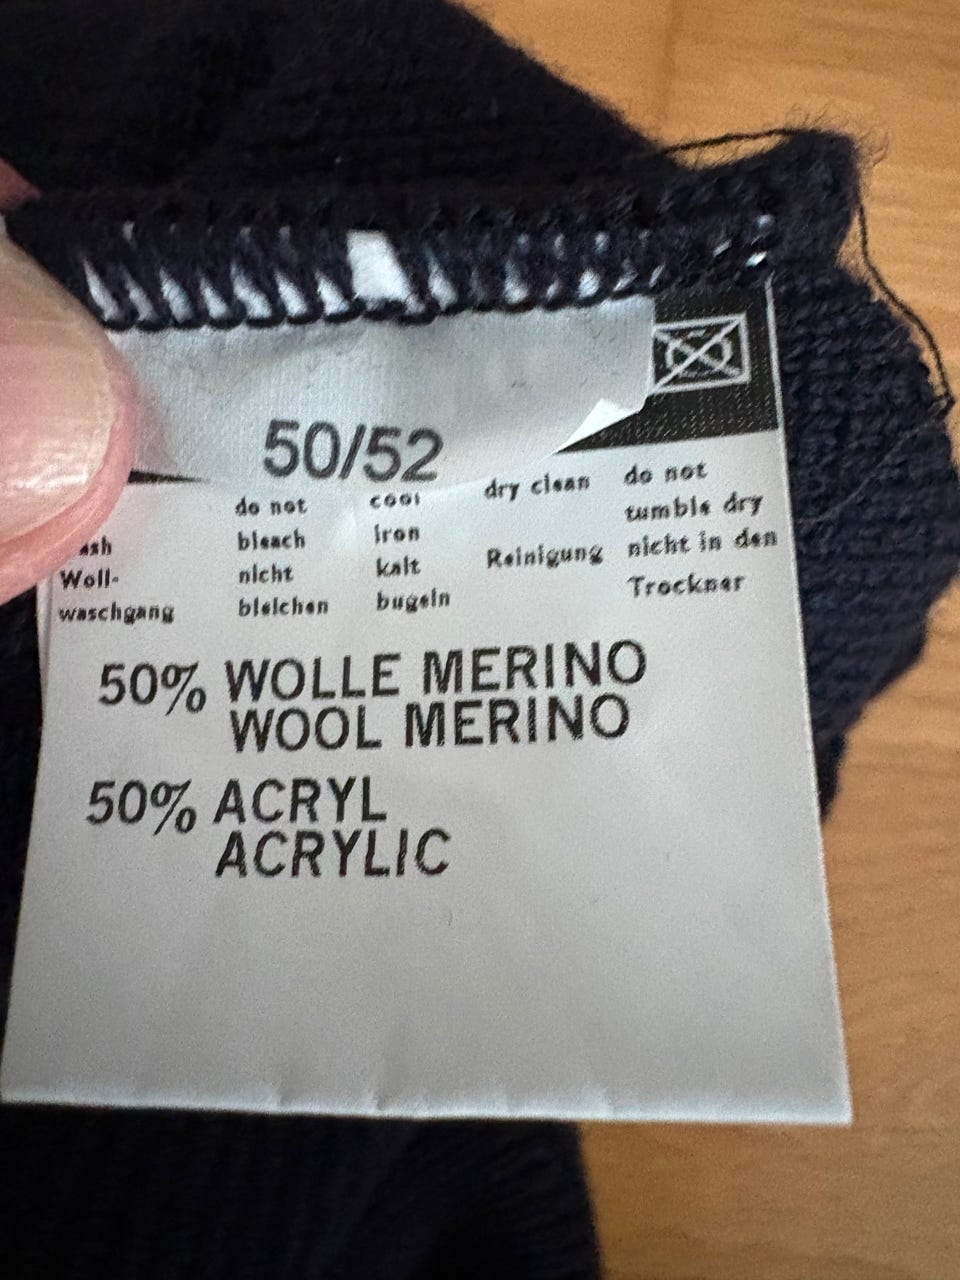 50/52
do not
bleach
nicht
bleichen
cool
iron
kalt
bugeln
dry clean
Reinigung
do not
tumble dry
nicht in den
Trockner
Woll-
waschgang
50% WOLLE MERINO
WOOL MERINO
50% ACRYL
ACRYLIC